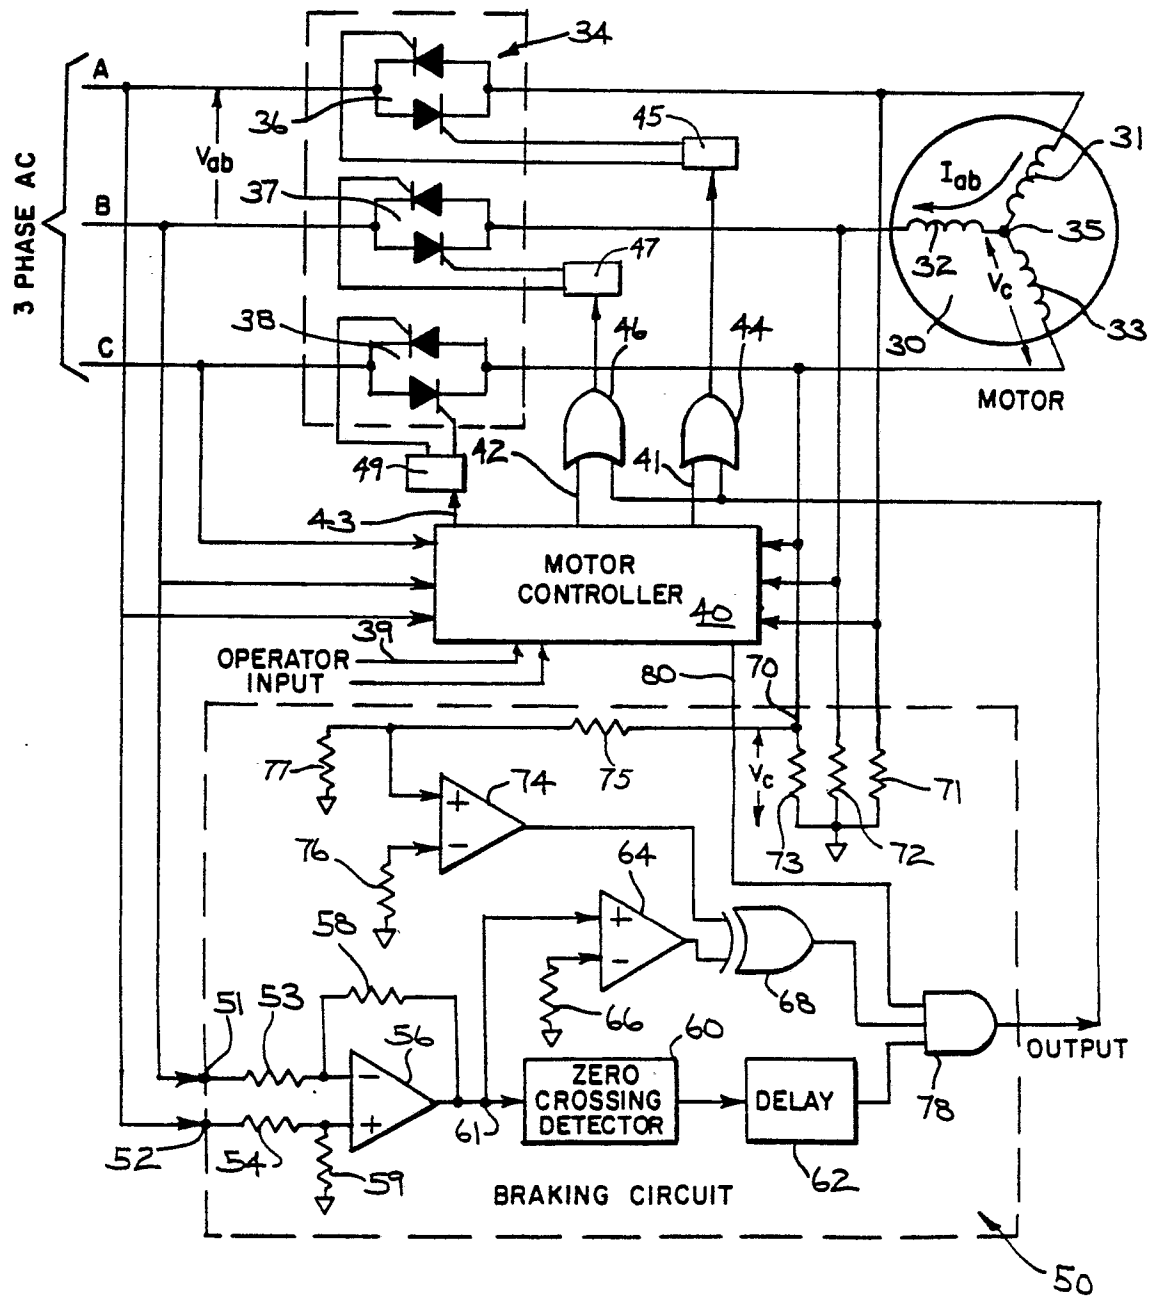 34
A
36
45
31
Vab
Iab
3 PHASE AC
B
37
47
35
32
Vc
C
38
46
44
30
33
MOTOR
49
42
41
43
MOTOR
CONTROLLER
40
39
OPERATOR
INPUT
80
70
77
75
Vc
71
74
76
73
72
64
58
51
53
56
66
68
60
ZERO
CROSSING
DETECTOR
DELAY
OUTPUT
78
61
52
54
59
62
BRAKING CIRCUIT
50